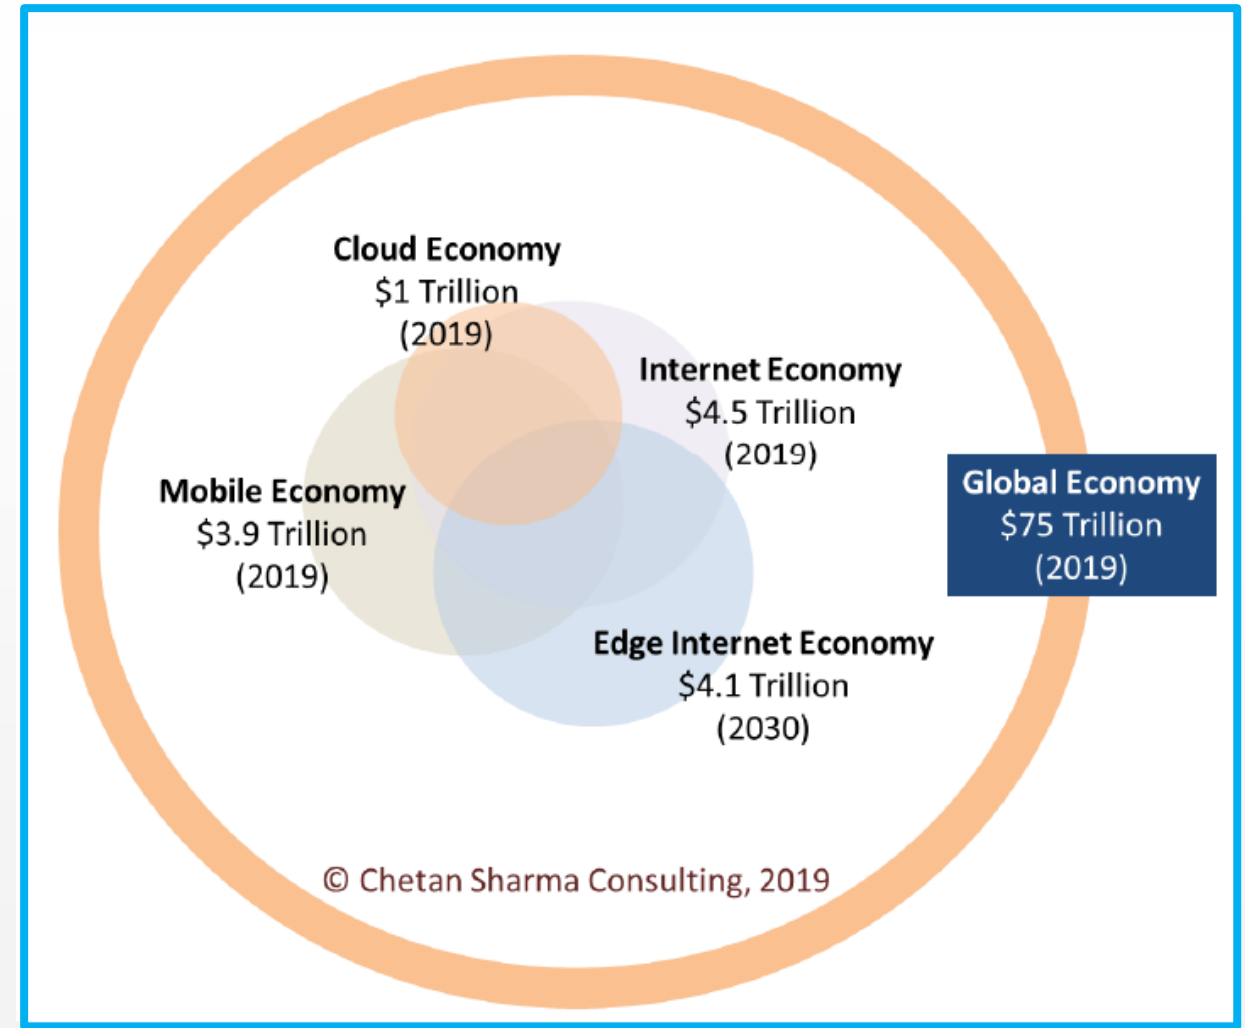 Cloud Economy
$1 Trillion
(2019)
Internet Economy
$4.5 Trillion
(2019)
Mobile Economy
$3.9 Trillion
(2019)
Global Economy
$75 Trillion
(2019)
Edge Internet Economy
$4.1 Trillion
(2030)
© Chetan Sharma Consulting, 2019